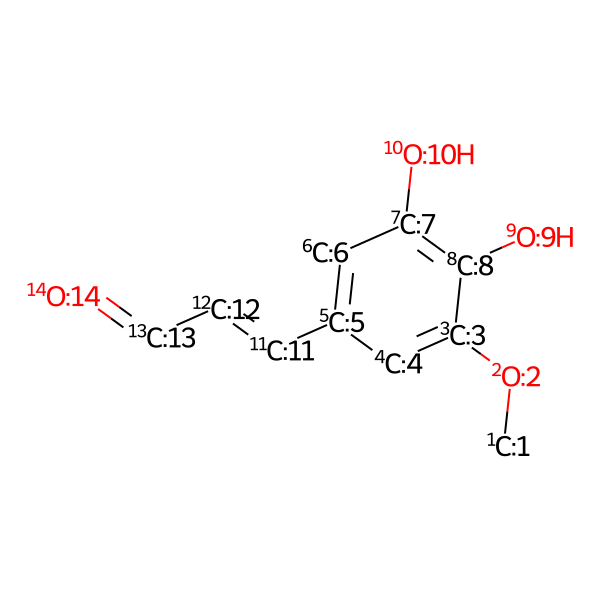 ¹⁰O:10H
⁷C:7
⁹O:9H
⁶C:6
⁸C:8
¹⁴O:14
¹²C:12
⁵C:5
¹³C:13
³C:3
¹¹C:11
⁴C:4
²O:2
¹C:1